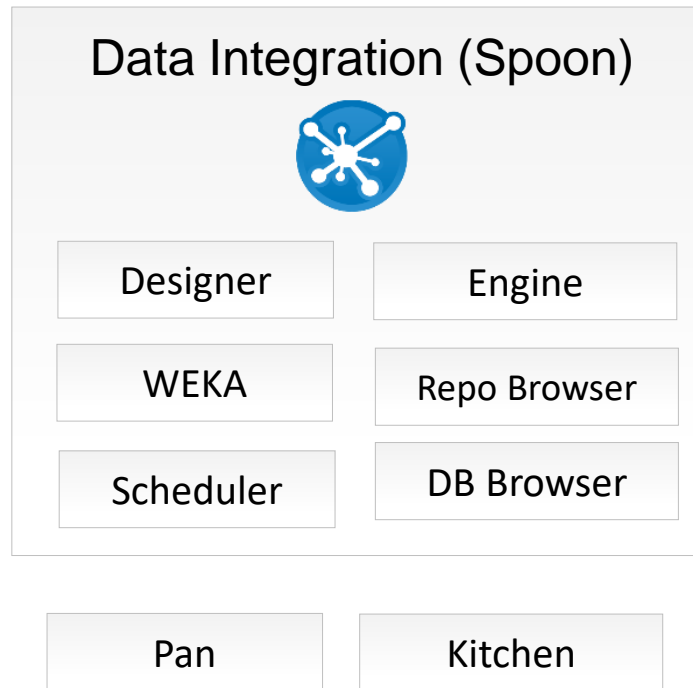 Data Integration (Spoon)
Designer
Engine
WEKA
Repo Browser
Scheduler
DB Browser
Pan
Kitchen